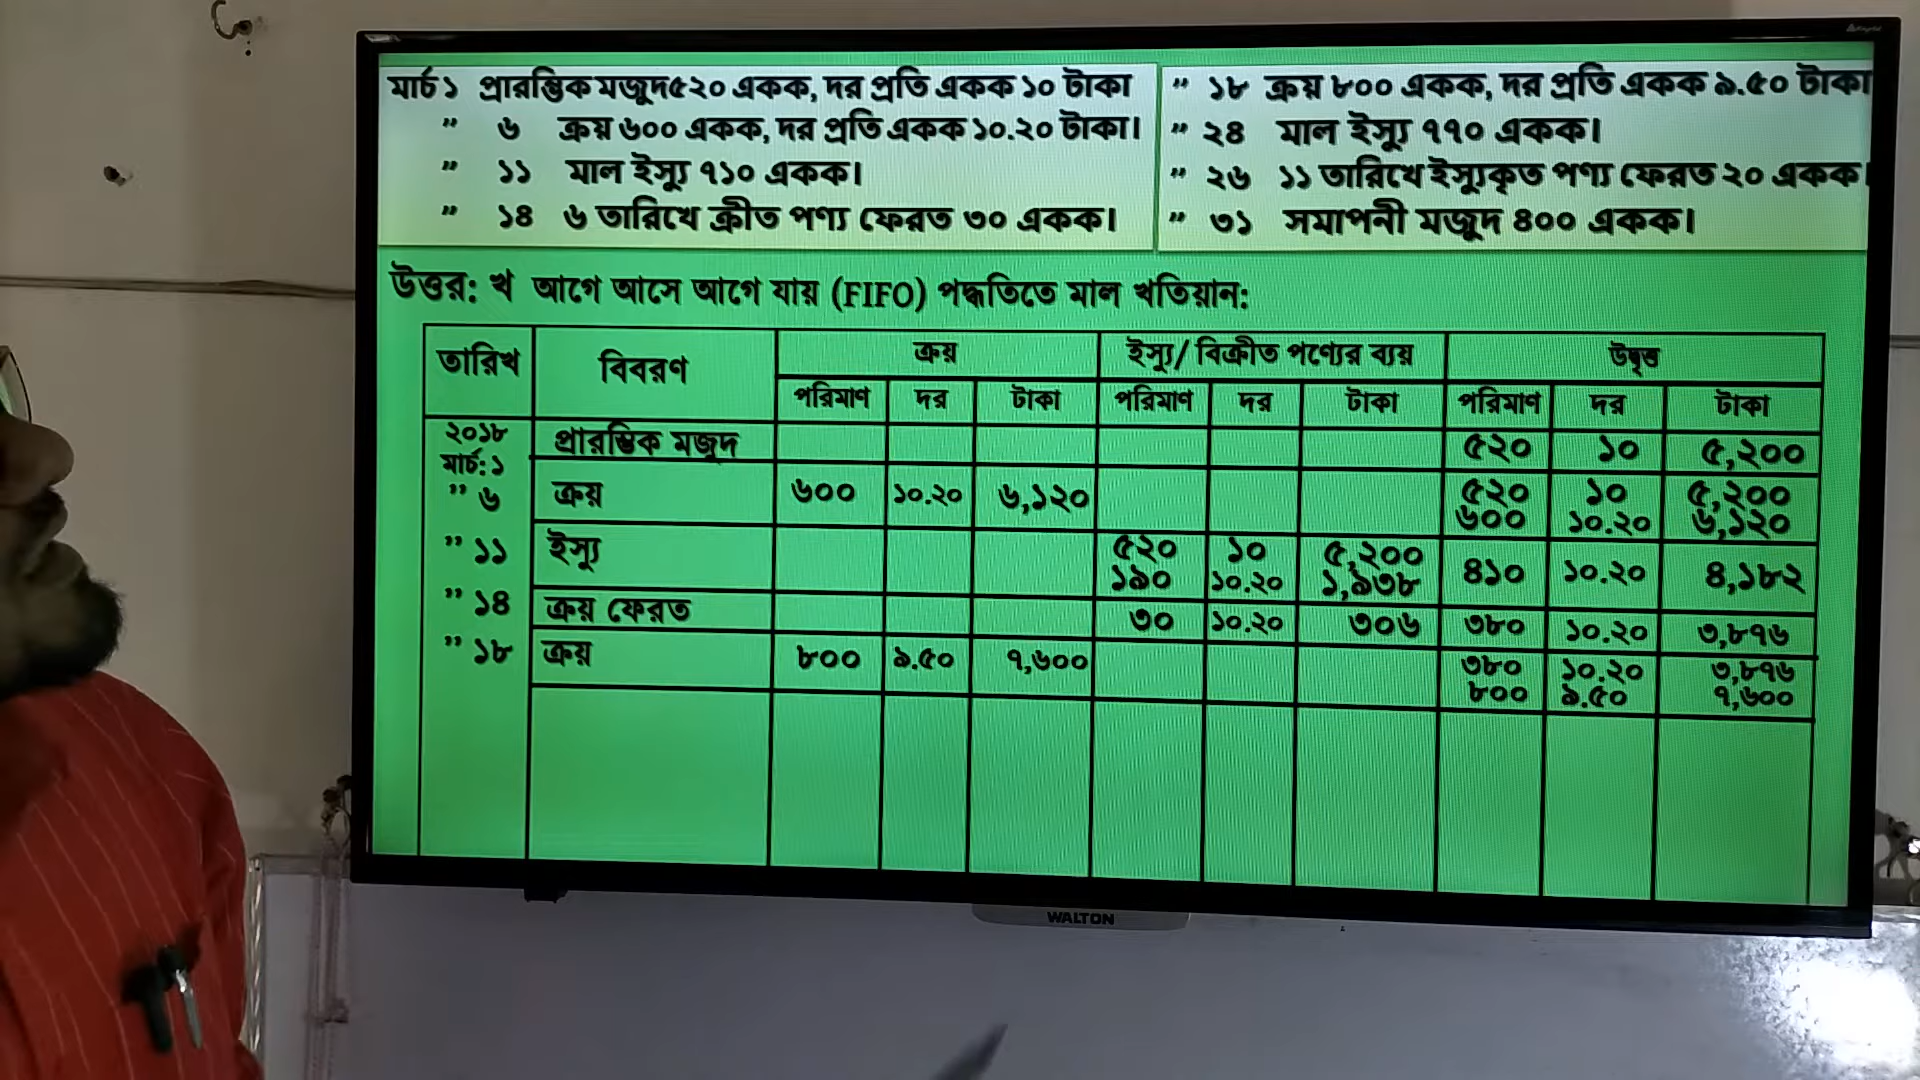 মার্চ ১ প্রারম্ভিক মজুদ৫২০ একক, দর প্রতি একক ১০ টাকা
" ৬ ক্রয় ৬০০ একক, দর প্রতি একক ১০.২০ টাকা।
" ১১ মাল ইস্যু ৭১০ একক।
" ১৪ ৬ তারিখে ক্রীত পণ্য ফেরত ৩০ একক।
" ১৮ ক্রয় ৮০০ একক, দর প্রতি একক ৯.৫০ টাকা
" ২৪ মাল ইস্যু ৭৭০ একক।
" ২৬ ১১ তারিখে ইস্যুকৃত পণ্য ফেরত ২০ একক।
" ৩১ সমাপনী মজুদ ৪০০ একক।
উত্তর: খ আগে আসে আগে যায় (FIFO) পদ্ধতিতে মাল খতিয়ান:
তারিখ বিবরণ ক্রয় ইস্যু/ বিক্রীত পণ্যের ব্যয় উদ্বৃত্ত
পরিমাণ দর টাকা পরিমাণ দর টাকা পরিমাণ দর টাকা
২০১৮
মার্চ:১ প্রারম্ভিক মজুদ ৫২০ ১০ ৫,২০০
" ৬ ক্রয় ৬০০ ১০.২০ ৬,১২০ ৫২০ ১০ ৫,২০০
৬০০ ১০.২০ ৬,১২০
" ১১ ইস্যু ৫২০ ১০ ৫,২০০ ৪১০ ১০.২০ ৪,১৮২
১৯০ ১০.২০ ১,৯৩৮
" ১৪ ক্রয় ফেরত ৩০ ১০.২০ ৩০৬ ৩৮০ ১০.২০ ৩,৮৭৬
" ১৮ ক্রয় ৮০০ ৯.৫০ ৭,৬০০ ৩৮০ ১০.২০ ৩,৮৭৬
৮০০ ৯.৫০ ৭,৬০০
WALTON